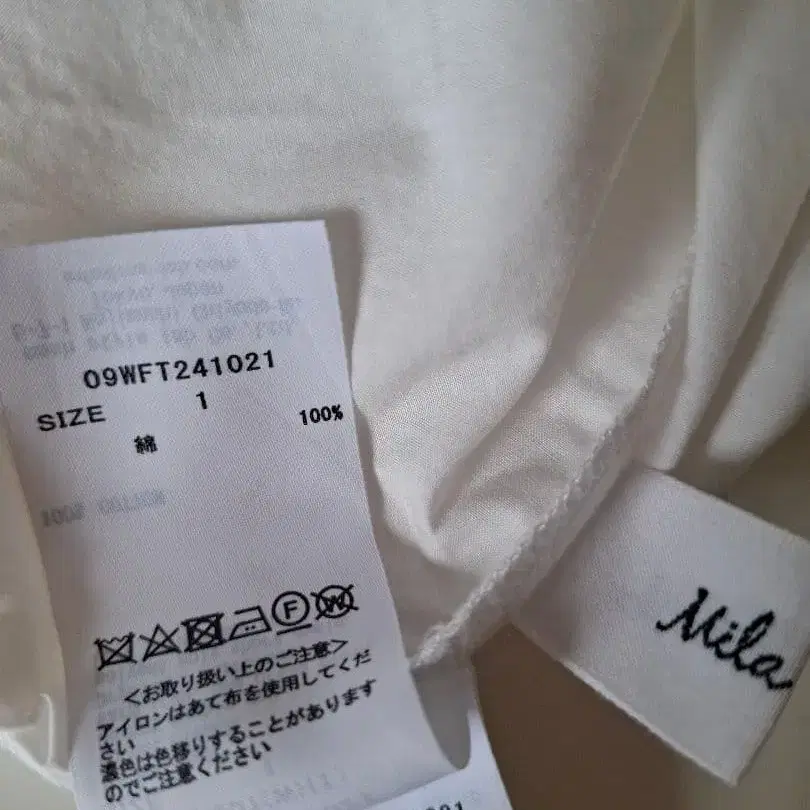 09WFT241021
SIZE 1
綿 100%
100% COTTON
F W
<お取り扱い上のご注意>
アイロンはあて布を使用してくだ
さい
濃色は色移りすることがあります
のでご注意ください
Mila